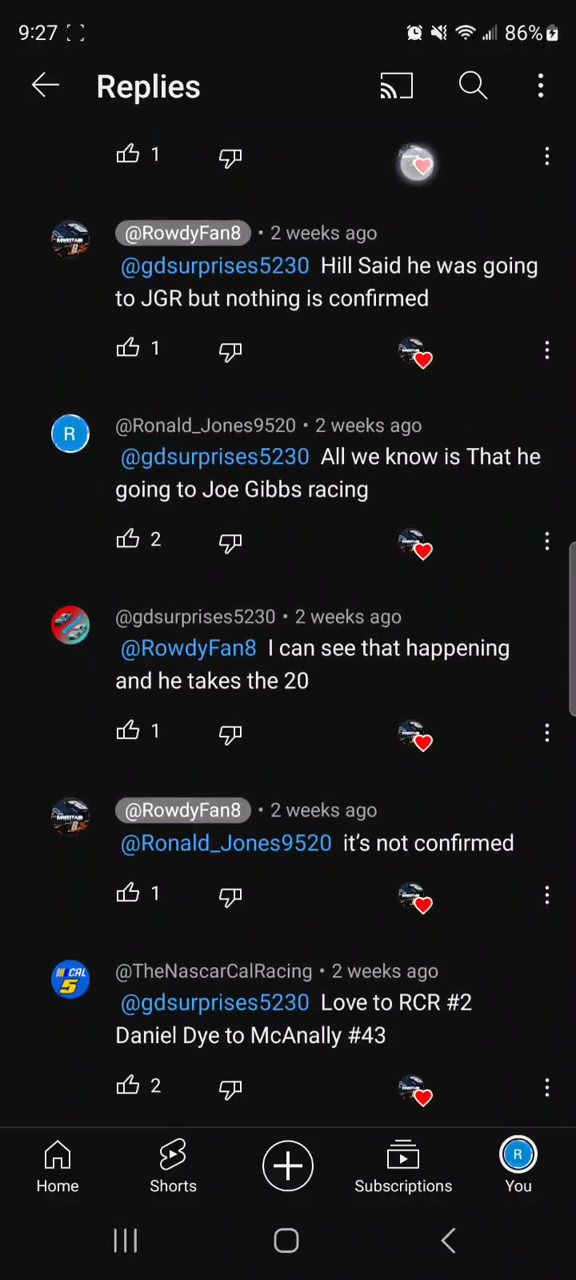 9:27 86%
Replies
1
@RowdyFan8 • 2 weeks ago
@gdsurprises5230 Hill Said he was going
to JGR but nothing is confirmed
1
R
@Ronald_Jones9520 • 2 weeks ago
@gdsurprises5230 All we know is That he
going to Joe Gibbs racing
2
@gdsurprises5230 • 2 weeks ago
@RowdyFan8 I can see that happening
and he takes the 20
1
@RowdyFan8 • 2 weeks ago
@Ronald_Jones9520 it’s not confirmed
1
CAL
5
@TheNascarCalRacing • 2 weeks ago
@gdsurprises5230 Love to RCR #2
Daniel Dye to McAnally #43
2
R
Home Shorts Subscriptions You